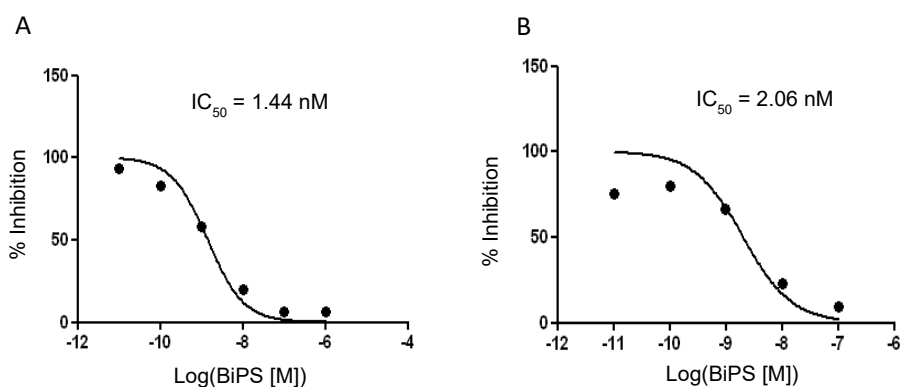 A
150
100
50
0
% Inhibition
IC50 = 1.44 nM
-12 -10 -8 -6 -4
Log(BiPS [M])
B
150
100
50
0
% Inhibition
IC50 = 2.06 nM
-12 -11 -10 -9 -8 -7 -6
Log(BiPS [M])